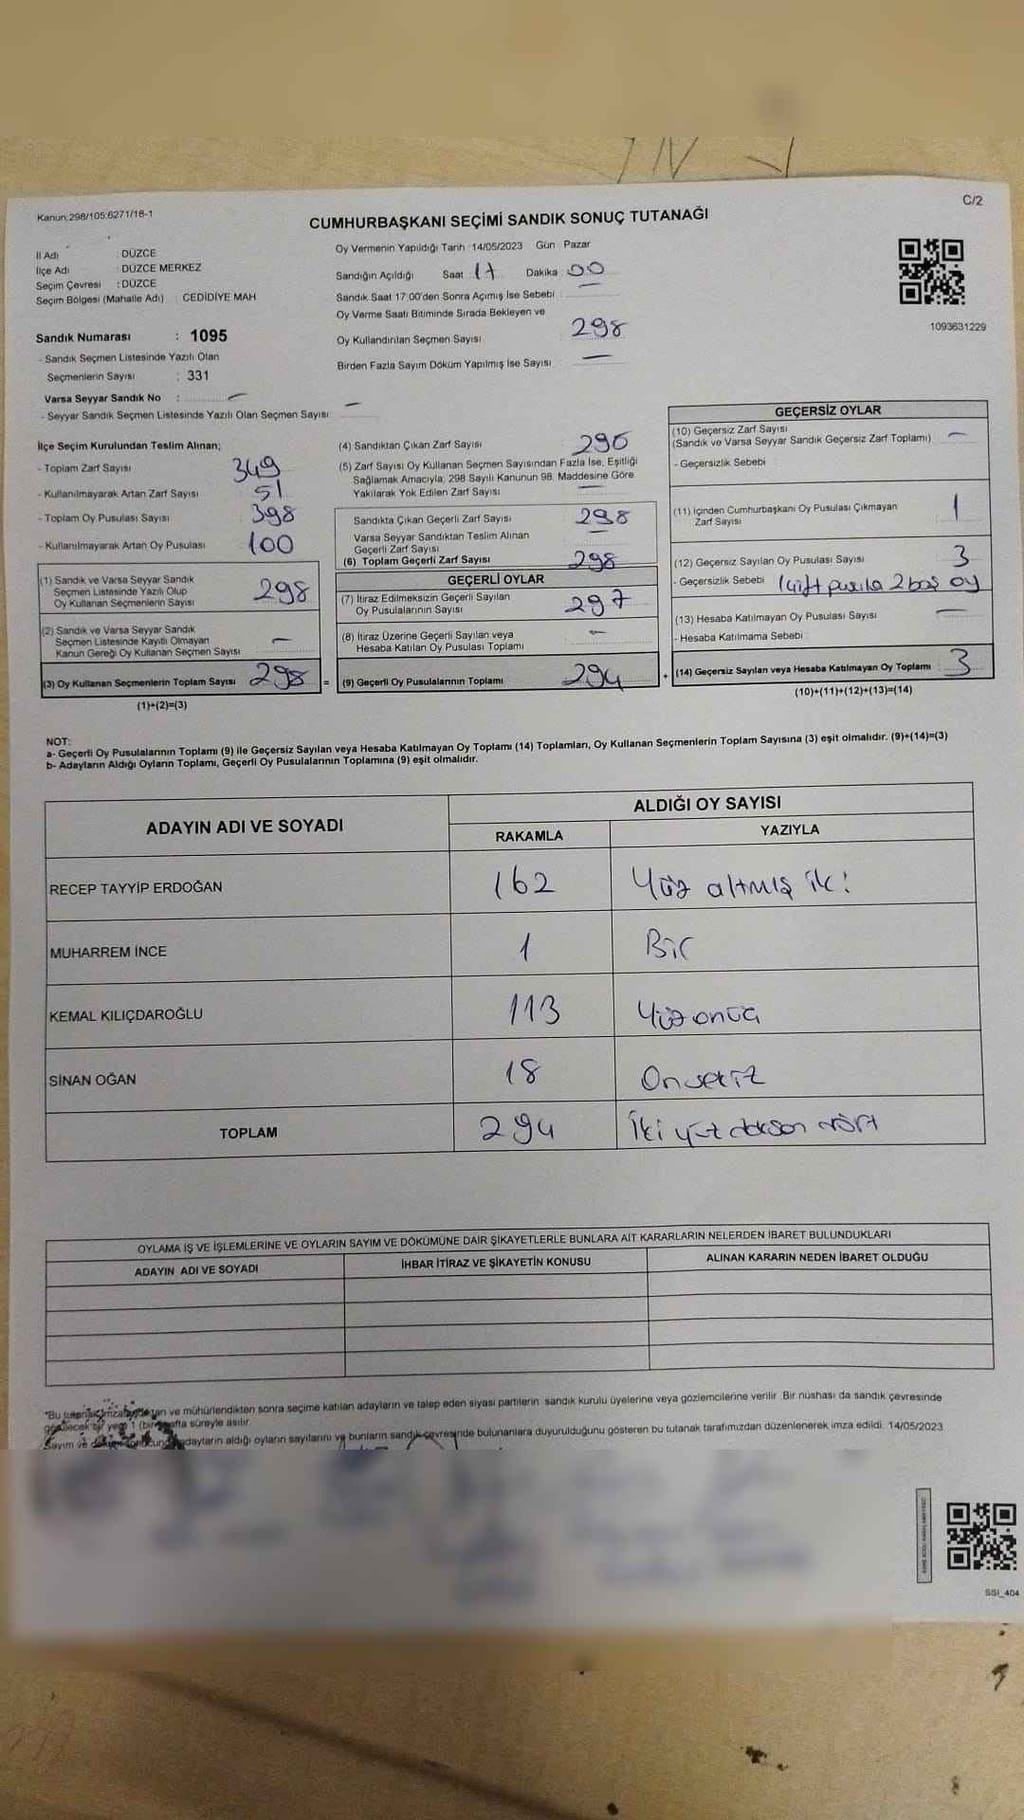 C/2
Kanun:298/105:6271/16-1
CUMHURBAŞKANI SEÇİMİ SANDIK SONUÇ TUTANAĞI
İl Adı : DÜZCE
İlçe Adı : DÜZCE MERKEZ
Seçim Çevresi : DÜZCE
Seçim Bölgesi (Mahalle Adı) : CEDİDİYE MAH
Sandık Numarası : 1095
- Sandık Seçmen Listesinde Yazılı Olan
Seçmenlerin Sayısı : 331
Varsa Seyyar Sandık No : —
- Seyyar Sandık Seçmen Listesinde Yazılı Olan Seçmen Sayısı: —
Oy Vermenin Yapıldığı Tarih : 14/05/2023 Gün : Pazar
Sandığın Açıldığı Saat 17 Dakika 00
Sandık Saat 17:00'den Sonra Açımış İse Sebebi : —
Oy Verme Saati Bitiminde Sırada Bekleyen ve
Oy Kullandırılan Seçmen Sayısı 298
Birden Fazla Sayım Döküm Yapılmış İse Sayısı —
1093631229
İlçe Seçim Kurulundan Teslim Alınan;
- Toplam Zarf Sayısı 349
- Kullanılmayarak Artan Zarf Sayısı 51
- Toplam Oy Pusulası Sayısı 398
- Kullanılmayarak Artan Oy Pusulası 100
(1) Sandık ve Varsa Seyyar Sandık
Seçmen Listesinde Yazılı Olup
Oy Kullanan Seçmenlerin Sayısı 298
(2) Sandık ve Varsa Seyyar Sandık
Seçmen Listesinde Kayıtlı Olmayan
Kanun Gereği Oy Kullanan Seçmen Sayısı —
(3) Oy Kullanan Seçmenlerin Toplam Sayısı 298 =
(1)+(2)=(3)
(4) Sandıktan Çıkan Zarf Sayısı
(5) Zarf Sayısı Oy Kullanan Seçmen Sayısından Fazla İse, Eşitliği
Sağlamak Amacıyla, 298 Sayılı Kanunun 98. Maddesine Göre
Yakılarak Yok Edilen Zarf Sayısı —
Sandıkta Çıkan Geçerli Zarf Sayısı 298
Varsa Seyyar Sandıktan Teslim Alınan
Geçerli Zarf Sayısı —
(6) Toplam Geçerli Zarf Sayısı 298
GEÇERLİ OYLAR
(7) İtiraz Edilmeksizin Geçerli Sayılan
Oy Pusulalarının Sayısı 297
(8) İtiraz Üzerine Geçerli Sayılan veya
Hesaba Katılan Oy Pusulası Toplamı —
(9) Geçerli Oy Pusulalarının Toplamı 294 +
GEÇERSİZ OYLAR
(10) Geçersiz Zarf Sayısı
(Sandık ve Varsa Seyyar Sandık Geçersiz Zarf Toplamı) —
- Geçersizlik Sebebi
(11) İçinden Cumhurbaşkanı Oy Pusulası Çıkmayan
Zarf Sayısı 1
(12) Geçersiz Sayılan Oy Pusulası Sayısı 3
- Geçersizlik Sebebi 1 çift pusula 2 boş oy
(13) Hesaba Katılmayan Oy Pusulası Sayısı —
- Hesaba Katılmama Sebebi
(14) Geçersiz Sayılan veya Hesaba Katılmayan Oy Toplamı 3
(10)+(11)+(12)+(13)=(14)
NOT:
a- Geçerli Oy Pusulalarının Toplamı (9) ile Geçersiz Sayılan veya Hesaba Katılmayan Oy Toplamı (14) Toplamları, Oy Kullanan Seçmenlerin Toplam Sayısına (3) eşit olmalıdır. (9)+(14)=(3)
b- Adayların Aldığı Oyların Toplamı, Geçerli Oy Pusulalarının Toplamına (9) eşit olmalıdır.
ADAYIN ADI VE SOYADI
ALDIĞI OY SAYISI
RAKAMLA YAZIYLA
RECEP TAYYİP ERDOĞAN 162 Yüz altmış iki
MUHARREM İNCE 1 Bir
KEMAL KILIÇDAROĞLU 113 Yüz onüç
SİNAN OĞAN 18 Onsekiz
TOPLAM 294 İki yüz doksan dört
OYLAMA İŞ VE İŞLEMLERİNE VE OYLARIN SAYIM VE DÖKÜMÜNE DAİR ŞİKAYETLERLE BUNLARA AİT KARARLARIN NELERDEN İBARET BULUNDUKLARI
ADAYIN ADI VE SOYADI İHBAR İTİRAZ VE ŞİKAYETİN KONUSU ALINAN KARARIN NEDEN İBARET OLDUĞU
"Bu ve mühürlendikten sonra seçime katılan adayların ve talep eden siyasi partilerin sandık kurulu üyelerine veya gözlemcilerine verilir. Bir nüshası da sandık çevresinde
bir yere 1 (bir) hafta süreyle asılır.
Sayım ve adayların aldığı oyların sayılarını ve bunların sandık çevresinde bulunanlara duyurulduğunu gösteren bu tutanak tarafımızdan düzenlenerek imza edildi. 14/05/2023
SSI_404